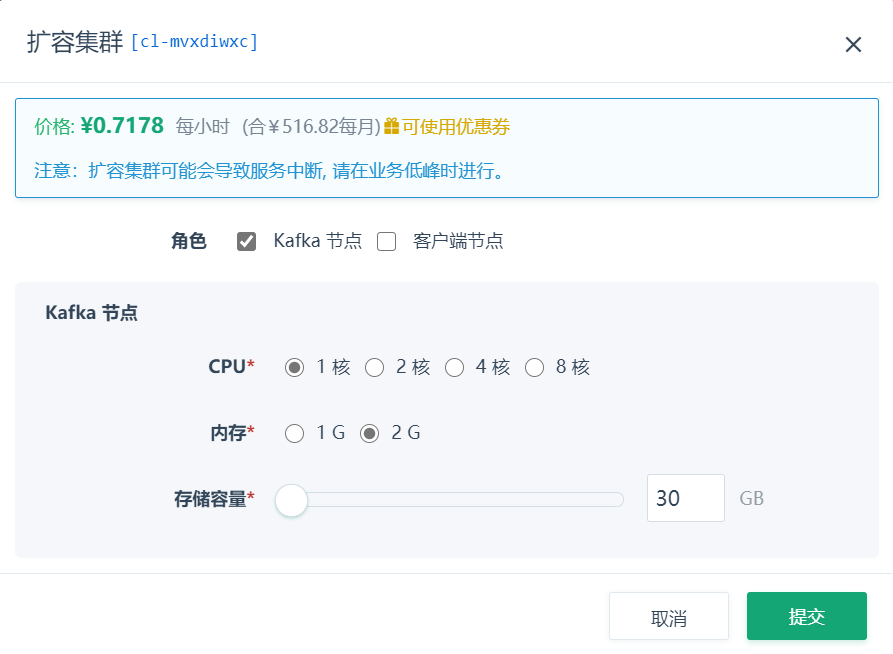 扩容集群 [cl-mvxdiwxc]
价格: ¥0.7178 每小时 (合¥516.82每月) 可使用优惠券
注意：扩容集群可能会导致服务中断, 请在业务低峰时进行。
角色 Kafka 节点 客户端节点
Kafka 节点
CPU* 1 核 2 核 4 核 8 核
内存* 1 G 2 G
存储容量* 30 GB
取消 提交